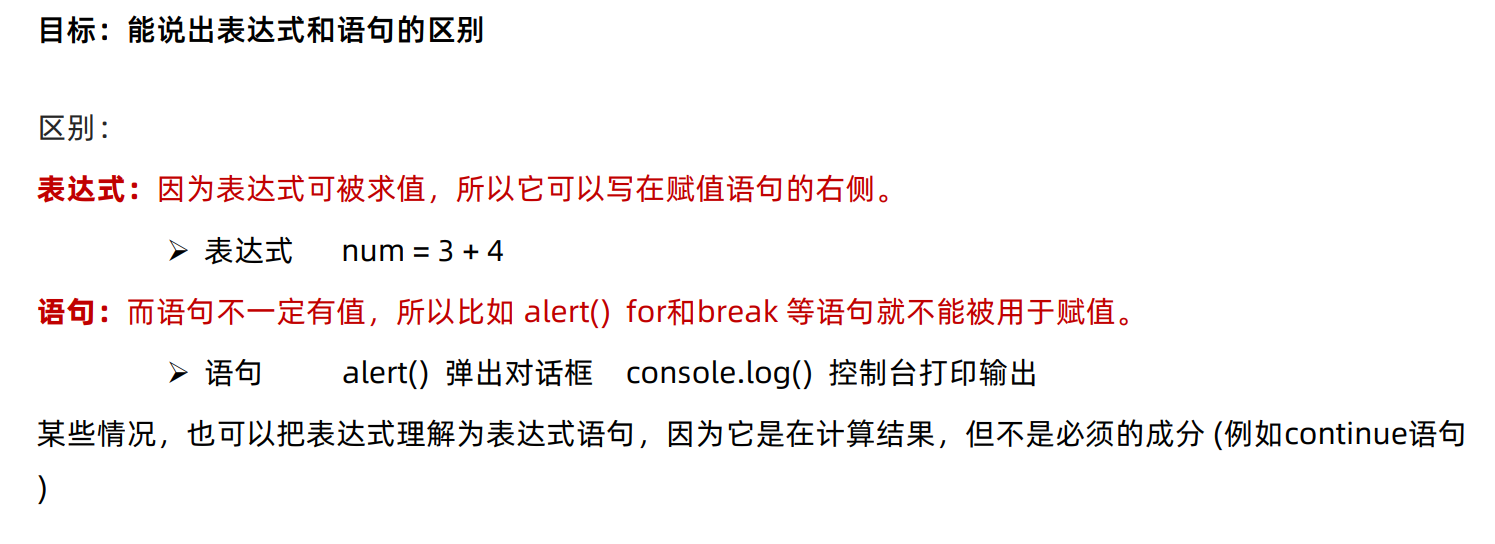 目标：能说出表达式和语句的区别
区别：
表达式：因为表达式可被求值，所以它可以写在赋值语句的右侧。
➢ 表达式 num = 3 + 4
语句：而语句不一定有值，所以比如 alert() for和break 等语句就不能被用于赋值。
➢ 语句 alert() 弹出对话框 console.log() 控制台打印输出
某些情况，也可以把表达式理解为表达式语句，因为它是在计算结果，但不是必须的成分 (例如continue语句
)